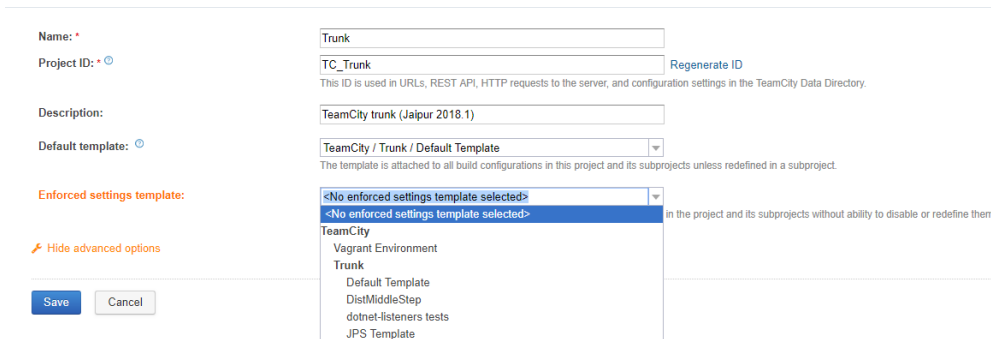 Name: *
Trunk
Project ID: *
TC_Trunk
Regenerate ID
This ID is used in URLs, REST API, HTTP requests to the server, and configuration settings in the TeamCity Data Directory.
Description:
TeamCity trunk (Jaipur 2018.1)
Default template:
TeamCity / Trunk / Default Template
The template is attached to all build configurations in this project and its subprojects unless redefined in a subproject.
Enforced settings template:
<No enforced settings template selected>
<No enforced settings template selected>
in the project and its subprojects without ability to disable or redefine them
TeamCity
Vagrant Environment
Hide advanced options
Trunk
Default Template
Save
Cancel
DistMiddleStep
dotnet-listeners tests
JPS Template